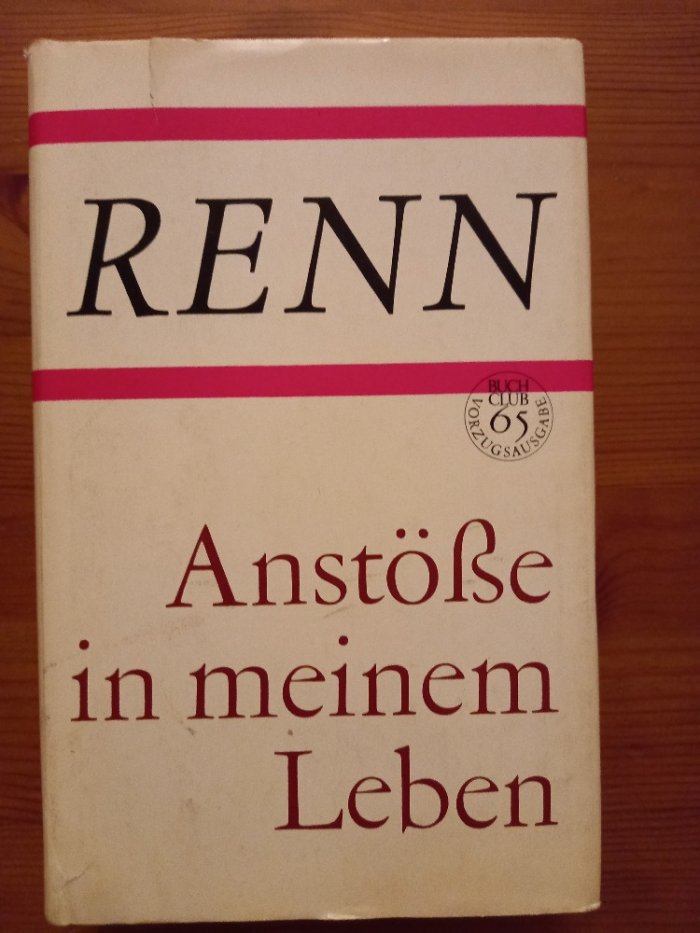 RENN
BUCH
CLUB
65
VORZUGSAUSGABE
Anstöße
in meinem
Leben